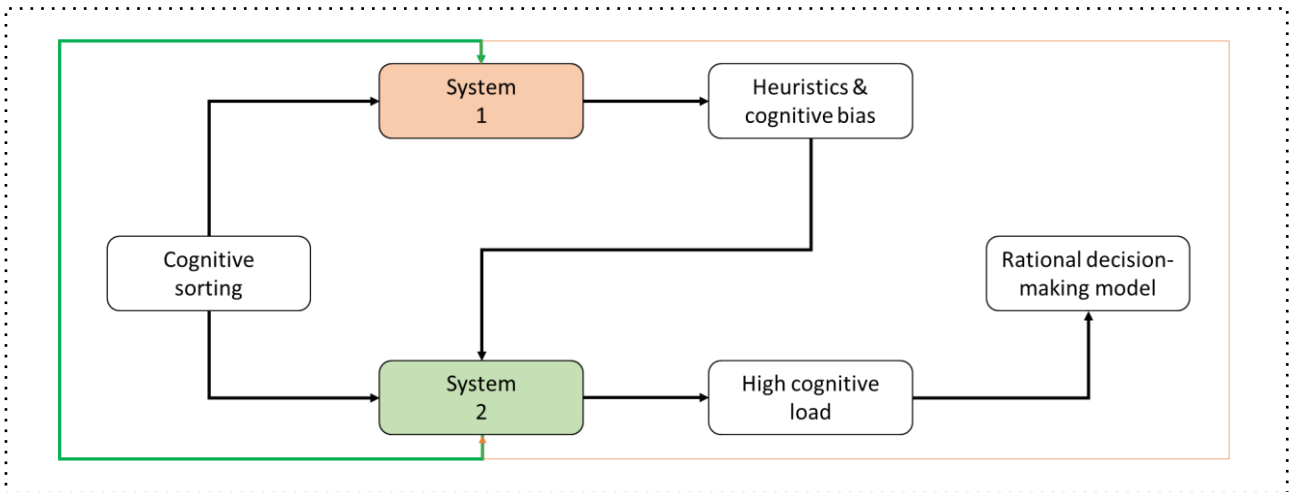 System
1
Heuristics &
cognitive bias
Cognitive
sorting
Rational decision-
making model
System
2
High cognitive
load